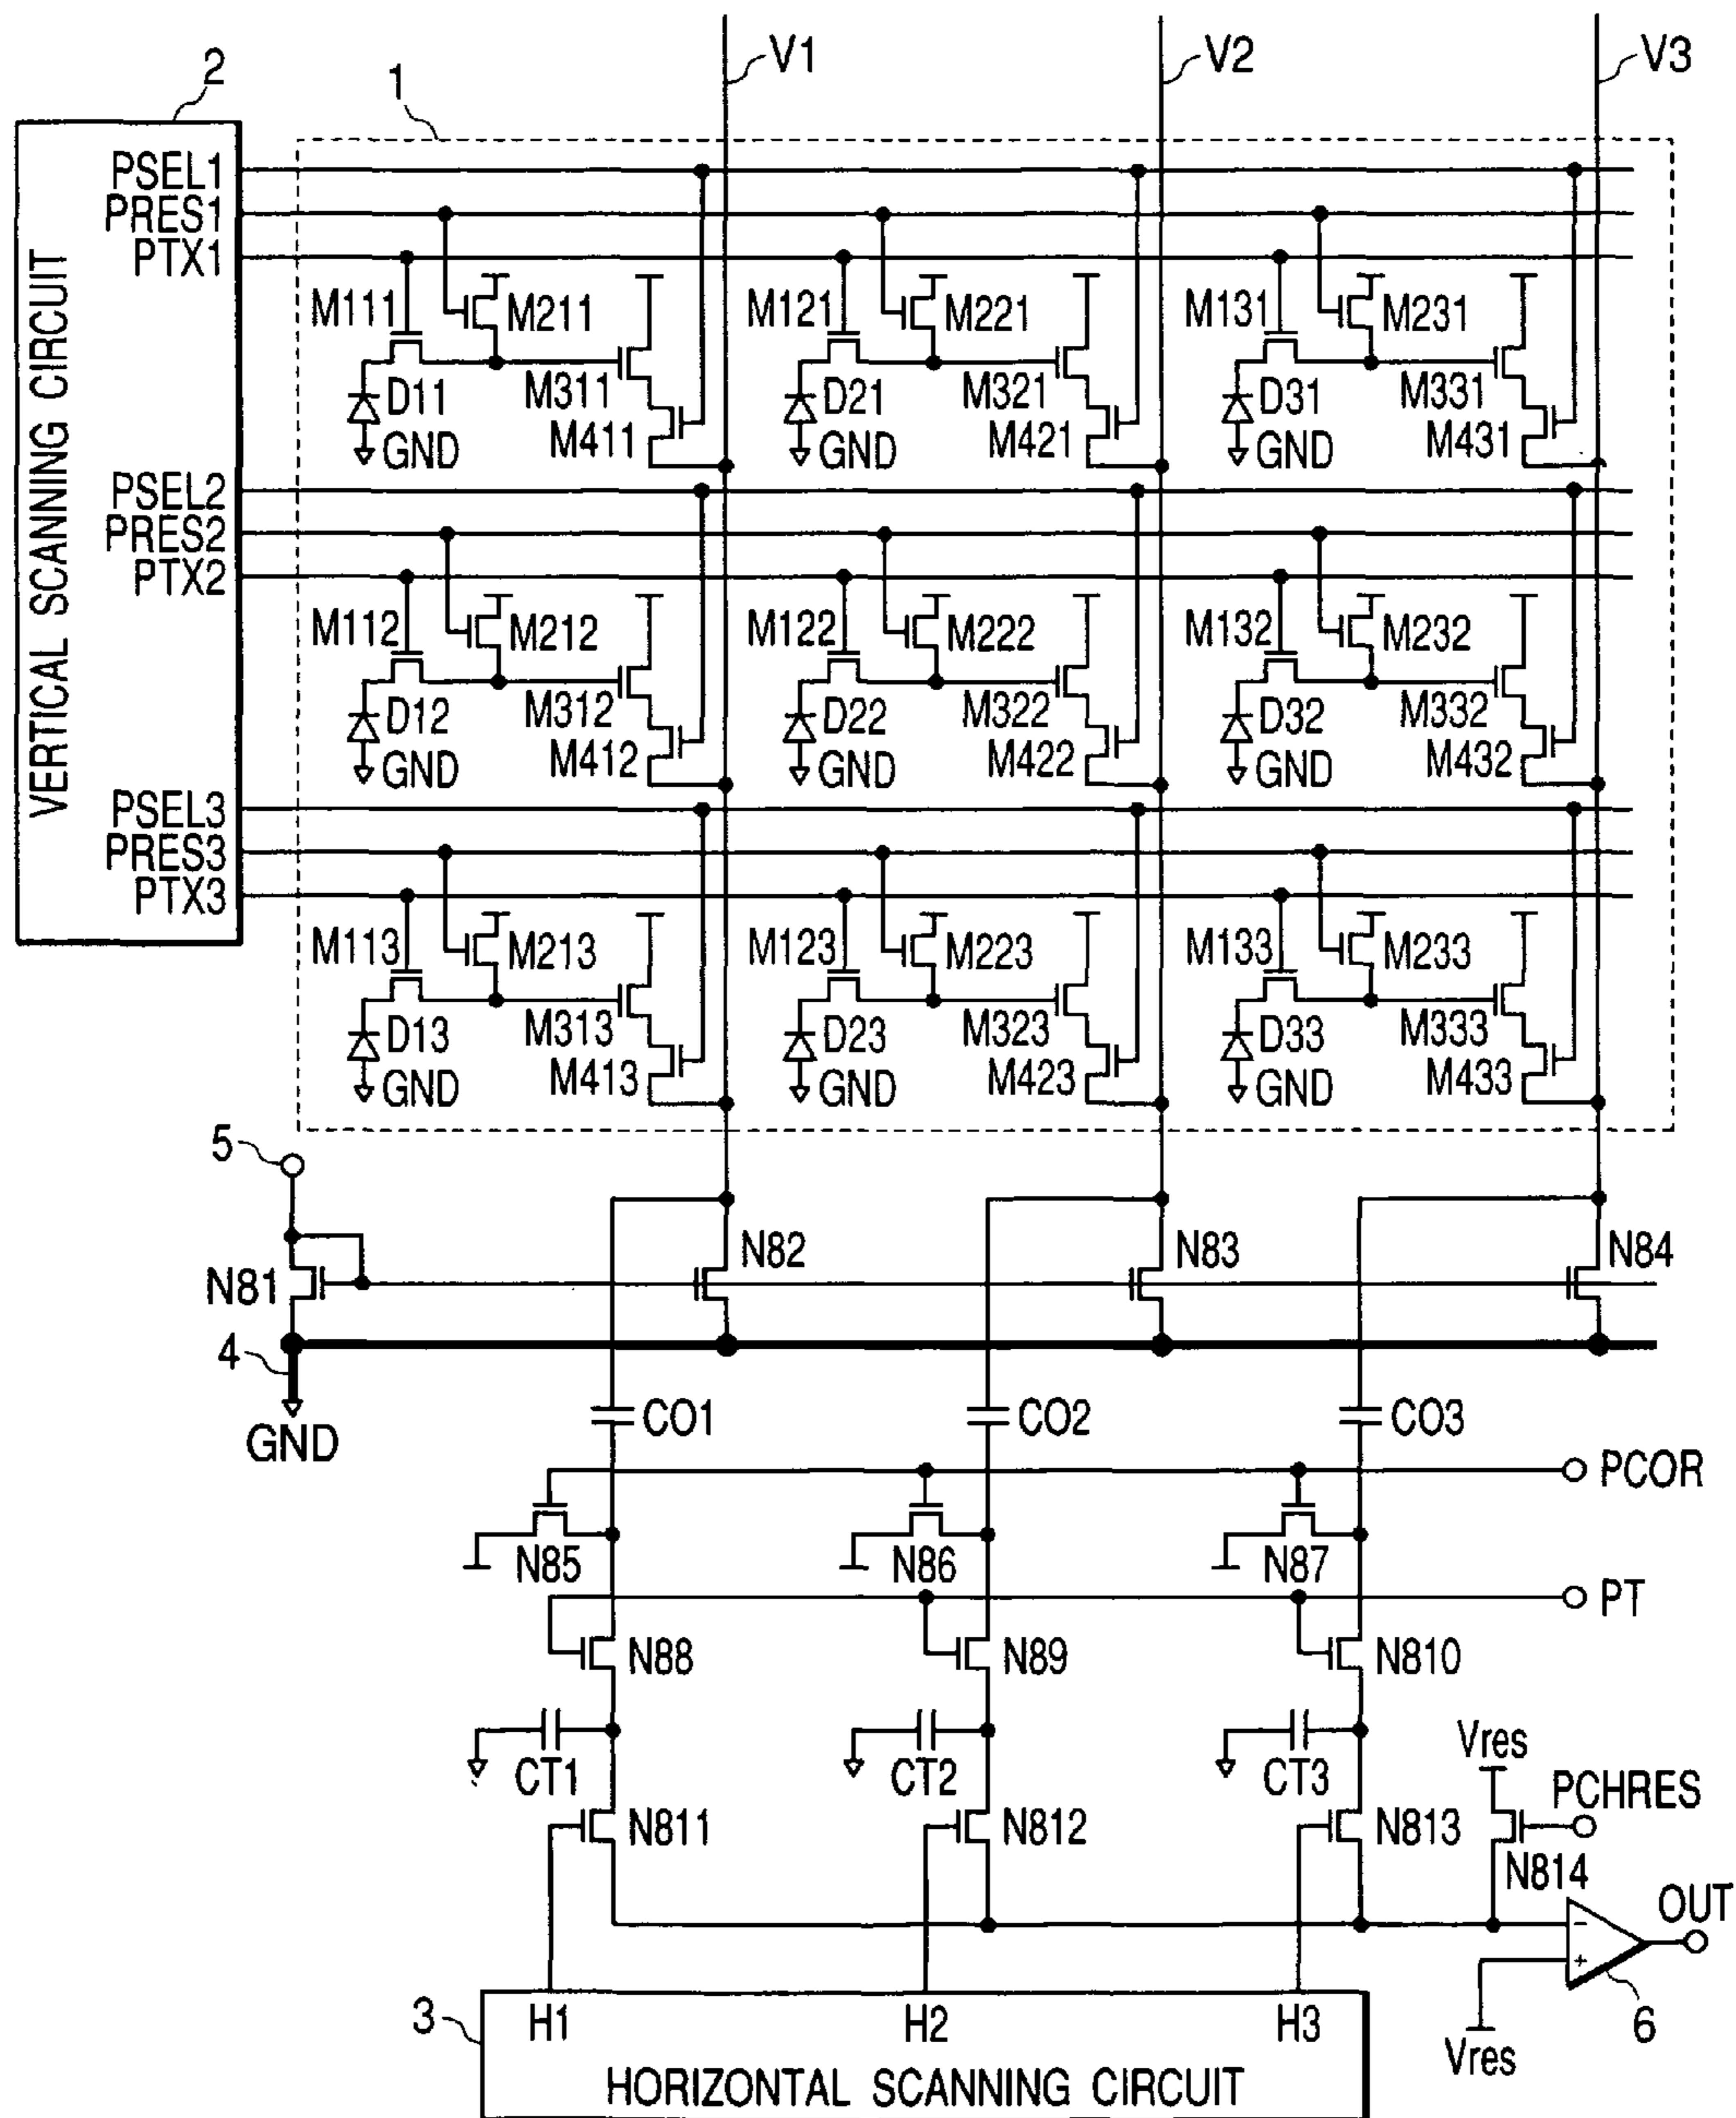 V1 V2 V3
2 1
VERTICAL SCANNING CIRCUIT
PSEL1
PRES1
PTX1
M111 M211 M121 M221 M131 M231
D11 M311 D21 M321 D31 M331
GND M411 GND M421 GND M431
PSEL2
PRES2
PTX2
M112 M212 M122 M222 M132 M232
D12 M312 D22 M322 D32 M332
GND M412 GND M422 GND M432
PSEL3
PRES3
PTX3
M113 M213 M123 M223 M133 M233
D13 M313 D23 M323 D33 M333
GND M413 GND M423 GND M433
5
N81 N82 N83 N84
4
GND
CO1 CO2 CO3
PCOR
N85 N86 N87
PT
N88 N89 N810
CT1 CT2 CT3
Vres
PCHRES
N811 N812 N813
N814
OUT
-
+
3 H1 H2 H3 6
Vres
HORIZONTAL SCANNING CIRCUIT